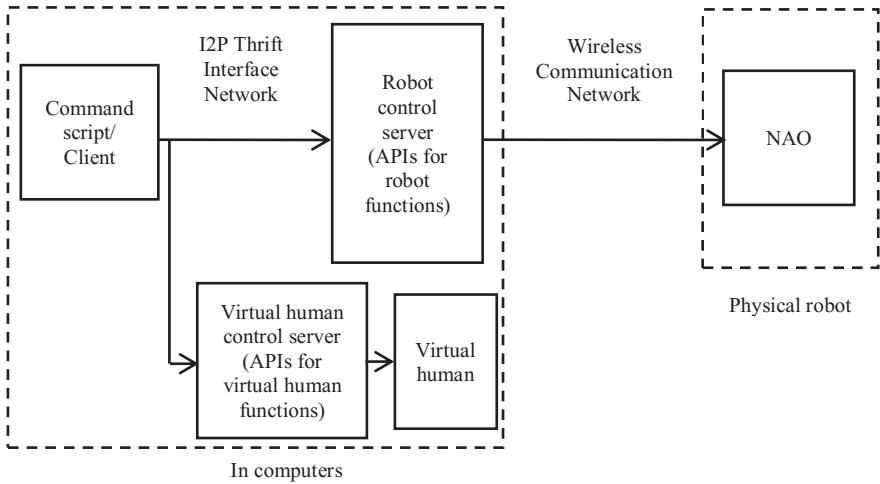 I2P Thrift
Interface
Network
Wireless
Communication
Network
Command
script/
Client
Robot
control
server
(APIs for
robot
functions)
NAO
Virtual human
control server
(APIs for
virtual human
functions)
Virtual
human
Physical robot
In computers